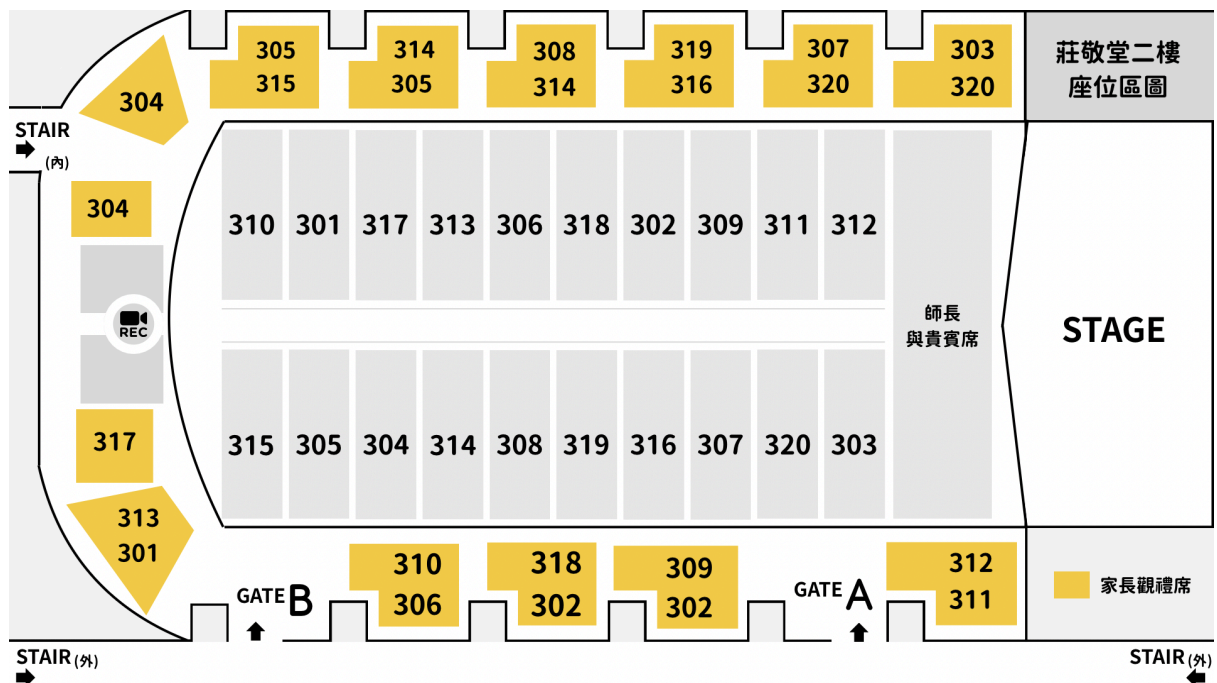 305
315
314
305
308
314
319
316
307
320
303
320
莊敬堂二樓
座位區圖
304
STAIR
(內)
304
310 301 317 313 306 318 302 309 311 312
REC
師長
與貴賓席
STAGE
317
315 305 304 314 308 319 316 307 320 303
313
301
310
306
318
302
309
302
312
311
GATE B
GATE A
家長觀禮席
STAIR (外)
STAIR (外)